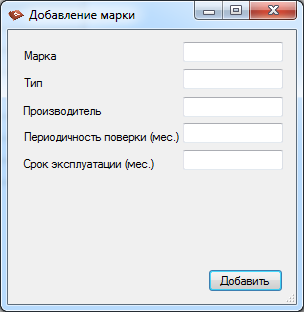 Добавление марки
Марка
Тип
Производитель
Периодичность поверки (мес.)
Срок эксплуатации (мес.)
Добавить